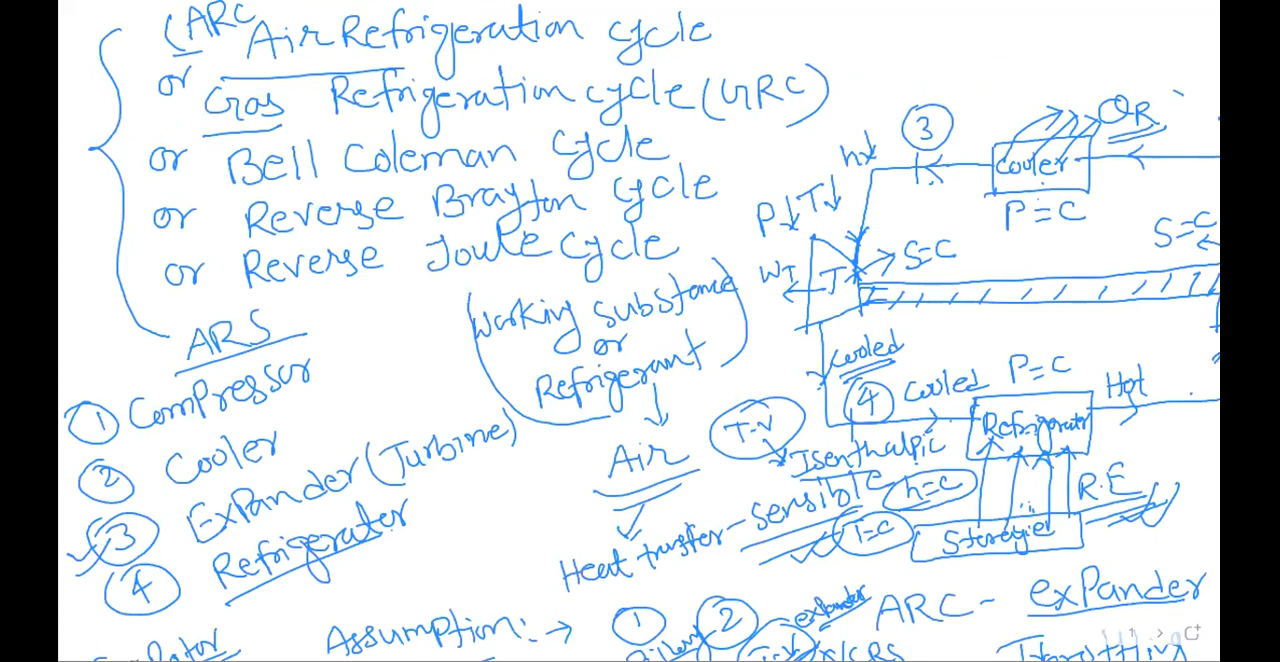 (ARC Air Refrigeration cycle
or Gas Refrigeration cycle (GRC)
or Bell Coleman Cycle
or Reverse Brayton cycle
or Reverse Joule cycle
ARS
① Compressor
② Cooler
③ Expander (Turbine)
④ Refrigerator
(Working substance
or
Refrigerant)
Air
Heat transfer - sensible
Assumption:- → ① ②
3
QR
cooler
P=C
h↓
P↓ T↓
S=C
S=C
WT
T
Cooled
④ Cooled
P=C
Hot
Refrigerator
T-V
Isenthalpic
h=c
T=c
R.E
expander
ARC - expander